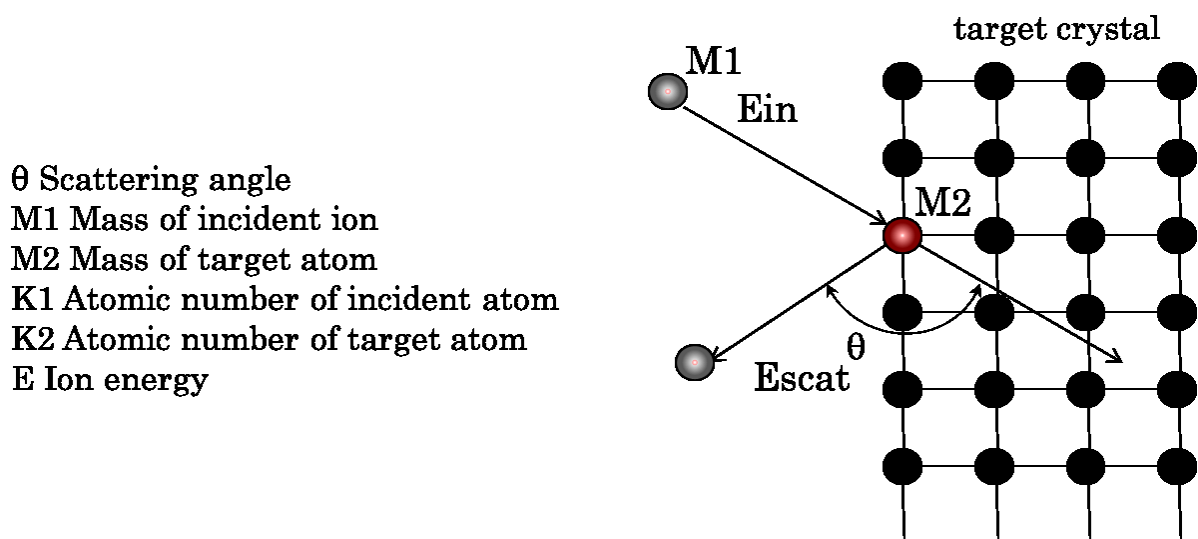 target crystal
M1
Ein
θ Scattering angle
M1 Mass of incident ion
M2 Mass of target atom
K1 Atomic number of incident atom
K2 Atomic number of target atom
E Ion energy
M2
θ
Escat